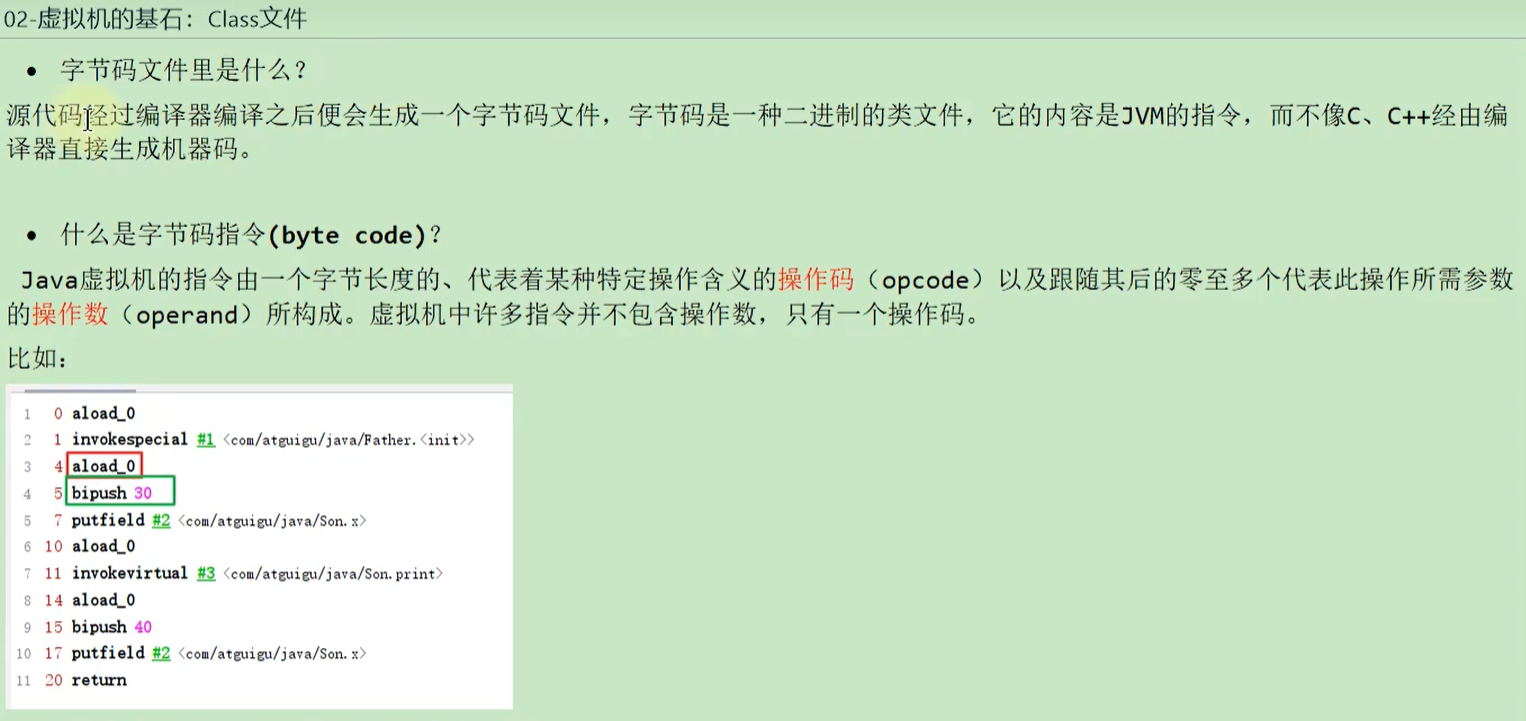 02-虚拟机的基石：Class文件
• 字节码文件里是什么？
源代码经过编译器编译之后便会生成一个字节码文件，字节码是一种二进制的类文件，它的内容是JVM的指令，而不像C、C++经由编
译器直接生成机器码。
• 什么是字节码指令(byte code)？
Java虚拟机的指令由一个字节长度的、代表着某种特定操作含义的操作码（opcode）以及跟随其后的零至多个代表此操作所需参数
的操作数（operand）所构成。虚拟机中许多指令并不包含操作数，只有一个操作码。
比如：
1 0 aload_0
2 1 invokespecial #1 <com/atguigu/java/Father.<init>>
3 4 aload_0
4 5 bipush 30
5 7 putfield #2 <com/atguigu/java/Son.x>
6 10 aload_0
7 11 invokevirtual #3 <com/atguigu/java/Son.print>
8 14 aload_0
9 15 bipush 40
10 17 putfield #2 <com/atguigu/java/Son.x>
11 20 return